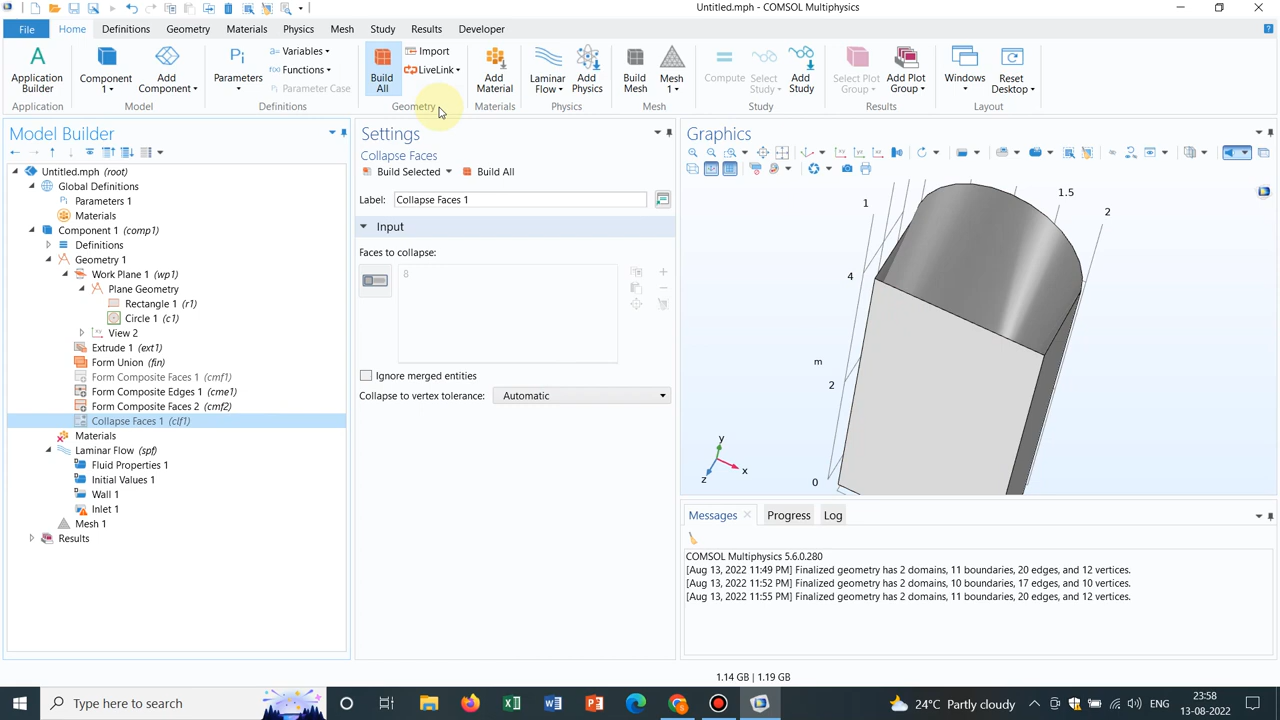 Untitled.mph - COMSOL Multiphysics
File Home Definitions Geometry Materials Physics Mesh Study Results Developer
Application Builder
Component 1
Add Component
Parameters
a= Variables
f(x) Functions
Pi Parameter Case
Build All
Import
LiveLink
Add Material
Laminar Flow
Add Physics
Build Mesh
Mesh 1
Compute
Select Study
Add Study
Select Plot Group
Add Plot Group
Windows
Reset Desktop
Application Model Definitions Geometry Materials Physics Mesh Study Results Layout
Model Builder
Untitled.mph (root)
Global Definitions
Pi Parameters 1
Materials
Component 1 (comp1)
Definitions
Geometry 1
Work Plane 1 (wp1)
Plane Geometry
Rectangle 1 (r1)
Circle 1 (c1)
View 2
Extrude 1 (ext1)
Form Union (fin)
Form Composite Faces 1 (cmf1)
Form Composite Edges 1 (cme1)
Form Composite Faces 2 (cmf2)
Collapse Faces 1 (clf1)
Materials
Laminar Flow (spf)
Fluid Properties 1
Initial Values 1
Wall 1
Inlet 1
Mesh 1
Results
Settings
Collapse Faces
Build Selected Build All
Label: Collapse Faces 1
Input
Faces to collapse:
8
Ignore merged entities
Collapse to vertex tolerance: Automatic
Graphics
1
1.5
2
4
m
2
0
y
x
z
Messages Progress Log
COMSOL Multiphysics 5.6.0.280
[Aug 13, 2022 11:49 PM] Finalized geometry has 2 domains, 11 boundaries, 20 edges, and 12 vertices.
[Aug 13, 2022 11:52 PM] Finalized geometry has 2 domains, 10 boundaries, 17 edges, and 10 vertices.
[Aug 13, 2022 11:55 PM] Finalized geometry has 2 domains, 11 boundaries, 20 edges, and 12 vertices.
1.14 GB | 1.19 GB
Type here to search
24°C Partly cloudy
ENG
23:58
13-08-2022